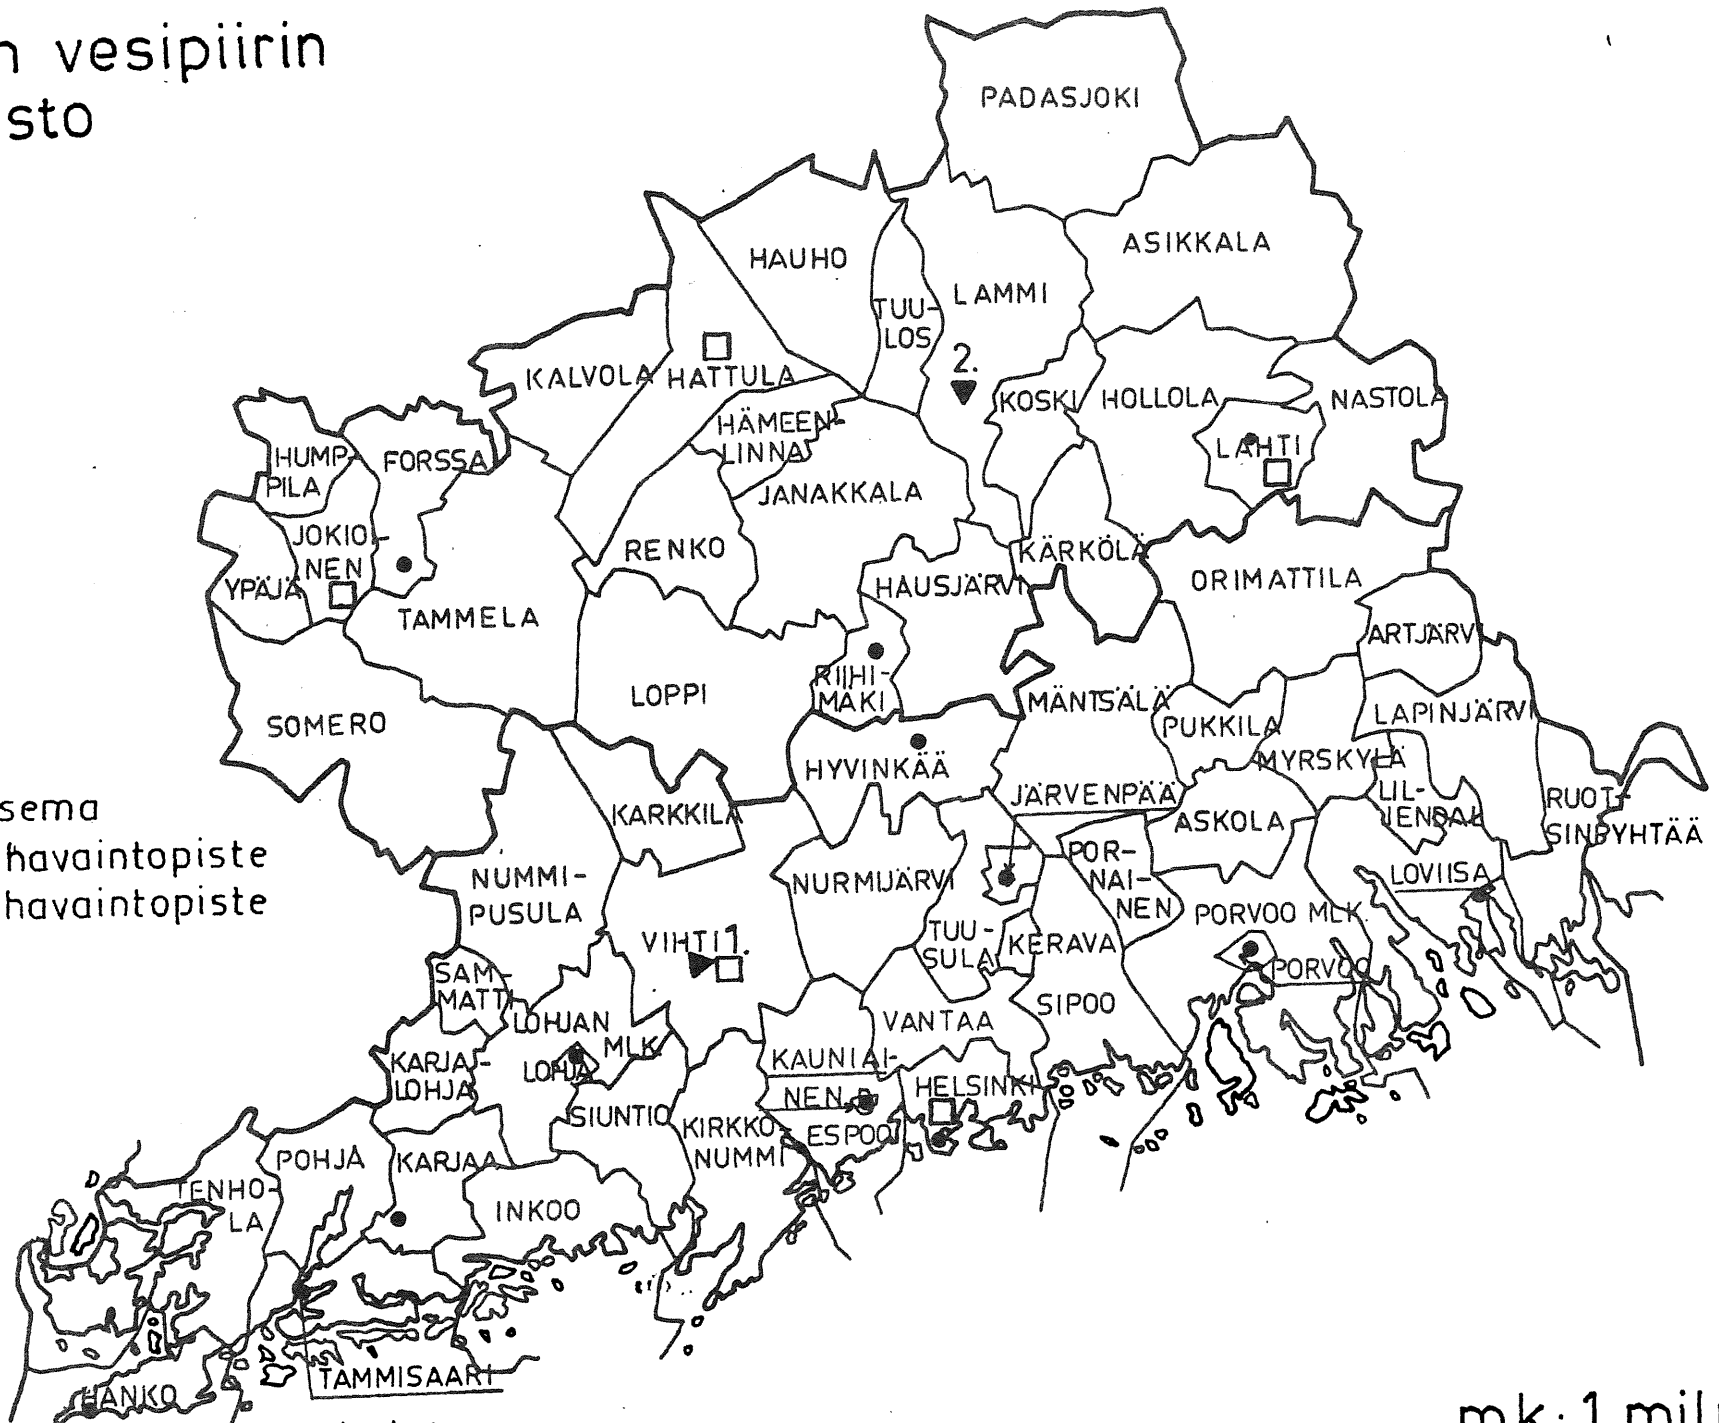 n vesipiirin
sto
PADASJOKI
ASIKKALA
HAUHO
LAMMI
TUU-
LOS
2.
KALVOLA
HATTULA
KOSKI
HOLLOLA
NASTOLA
HÄMEEN-
LINNA
LAHTI
HUMP-
PILA
FORSSA
JANAKKALA
JOKIO-
NEN
RENKO
KÄRKÖLÄ
YPÄJÄ
HAUSJÄRVI
ORIMATTILA
TAMMELA
ARTJÄRVI
RIIHI-
MÄKI
LOPPI
MÄNTSÄLÄ
SOMERO
PUKKILA
LAPINJÄRVI
HYVINKÄÄ
MYRSKYLÄ
JÄRVENPÄÄ
LIL-
JENDAL
RUOT-
SINPYHTÄÄ
KARKKILA
ASKOLA
sema
havaintopiste
havaintopiste
NUMMI-
PUSULA
NURMIJÄRVI
POR-
NAI-
NEN
LOVIISA
PORVOO MLK.
VIHTI 1.
TUU-
SULA
KERAVA
PORVOO
SAM-
MATTI
SIPOO
LOHJAN
MLK.
VANTAA
KARJA-
LOHJA
LOHJA
KAUNIAI-
NEN
HELSINKI
SIUNTIO
KIRKKO-
NUMMI
ESPOO
POHJA
KARJAA
TENHO-
LA
INKOO
TAMMISAARI
HANKO
mk: 1 milj